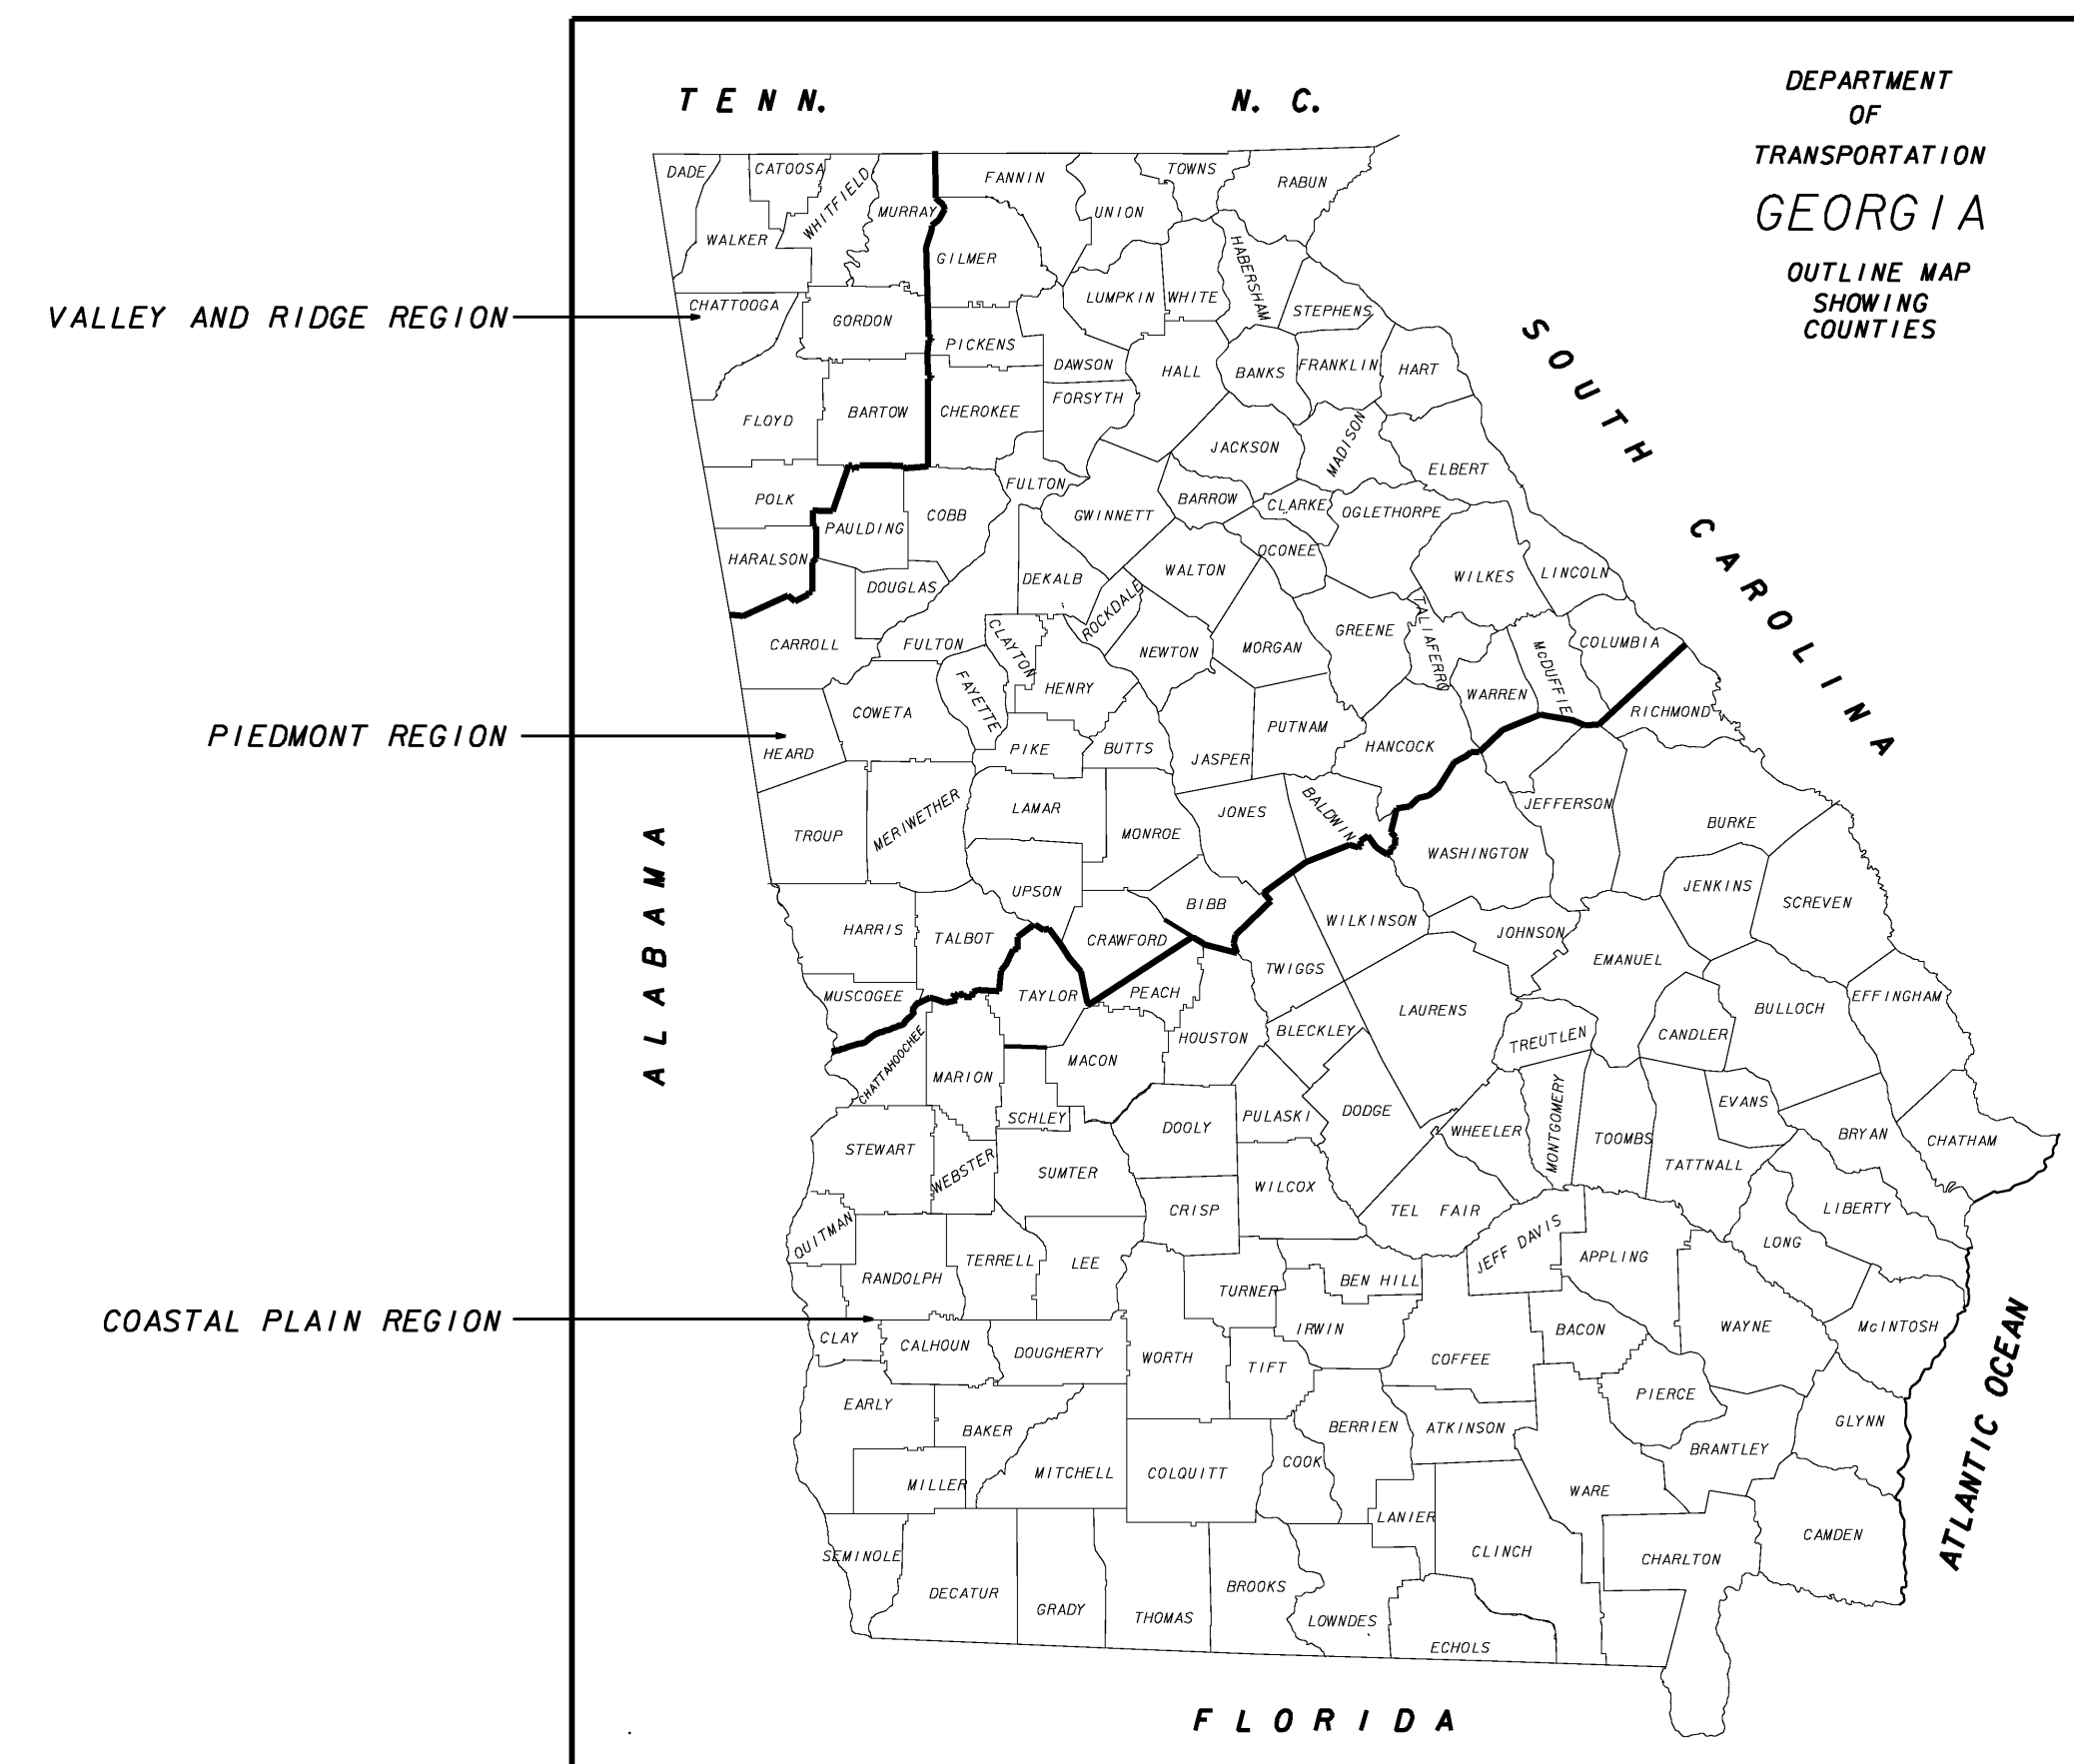 TENN.
N. C.
DEPARTMENT
OF
TRANSPORTATION
GEORGIA
OUTLINE MAP
SHOWING
COUNTIES
VALLEY AND RIDGE REGION
PIEDMONT REGION
COASTAL PLAIN REGION
ALABAMA
SOUTH CAROLINA
ATLANTIC OCEAN
FLORIDA
DADE
CATOOSA
WHITFIELD
MURRAY
FANNIN
TOWNS
RABUN
UNION
WALKER
GILMER
HABERSHAM
CHATTOOGA
LUMPKIN
WHITE
STEPHENS
GORDON
PICKENS
DAWSON
HALL
BANKS
FRANKLIN
HART
FLOYD
BARTOW
CHEROKEE
FORSYTH
JACKSON
MADISON
ELBERT
POLK
PAULDING
COBB
FULTON
GWINNETT
BARROW
CLARKE
OGLETHORPE
HARALSON
DOUGLAS
DEKALB
ROCKDALE
WALTON
OCONEE
WILKES
LINCOLN
CARROLL
FULTON
CLAYTON
NEWTON
MORGAN
GREENE
TALIAFERRO
McDUFFIE
COLUMBIA
HEARD
COWETA
FAYETTE
HENRY
WARREN
RICHMOND
PIKE
BUTTS
JASPER
PUTNAM
HANCOCK
TROUP
MERIWETHER
LAMAR
MONROE
JONES
BALDWIN
JEFFERSON
BURKE
UPSON
BIBB
WASHINGTON
JENKINS
SCREVEN
HARRIS
TALBOT
CRAWFORD
WILKINSON
JOHNSON
EMANUEL
MUSCOGEE
TAYLOR
PEACH
TWIGGS
LAURENS
BULLOCH
EFFINGHAM
CHATTAHOOCHEE
MARION
MACON
HOUSTON
BLECKLEY
TREUTLEN
CANDLER
SCHLEY
DOOLY
PULASKI
DODGE
WHEELER
MONTGOMERY
TOOMBS
EVANS
BRYAN
CHATHAM
STEWART
WEBSTER
SUMTER
CRISP
WILCOX
TEL FAIR
TATTNALL
LIBERTY
QUITMAN
RANDOLPH
TERRELL
LEE
TURNER
BEN HILL
JEFF DAVIS
APPLING
LONG
CLAY
CALHOUN
DOUGHERTY
WORTH
TIFT
IRWIN
COFFEE
BACON
WAYNE
McINTOSH
EARLY
BAKER
BERRIEN
ATKINSON
PIERCE
BRANTLEY
GLYNN
MILLER
MITCHELL
COLQUITT
COOK
LANIER
WARE
CAMDEN
SEMINOLE
DECATUR
GRADY
THOMAS
BROOKS
LOWNDES
CLINCH
ECHOLS
CHARLTON